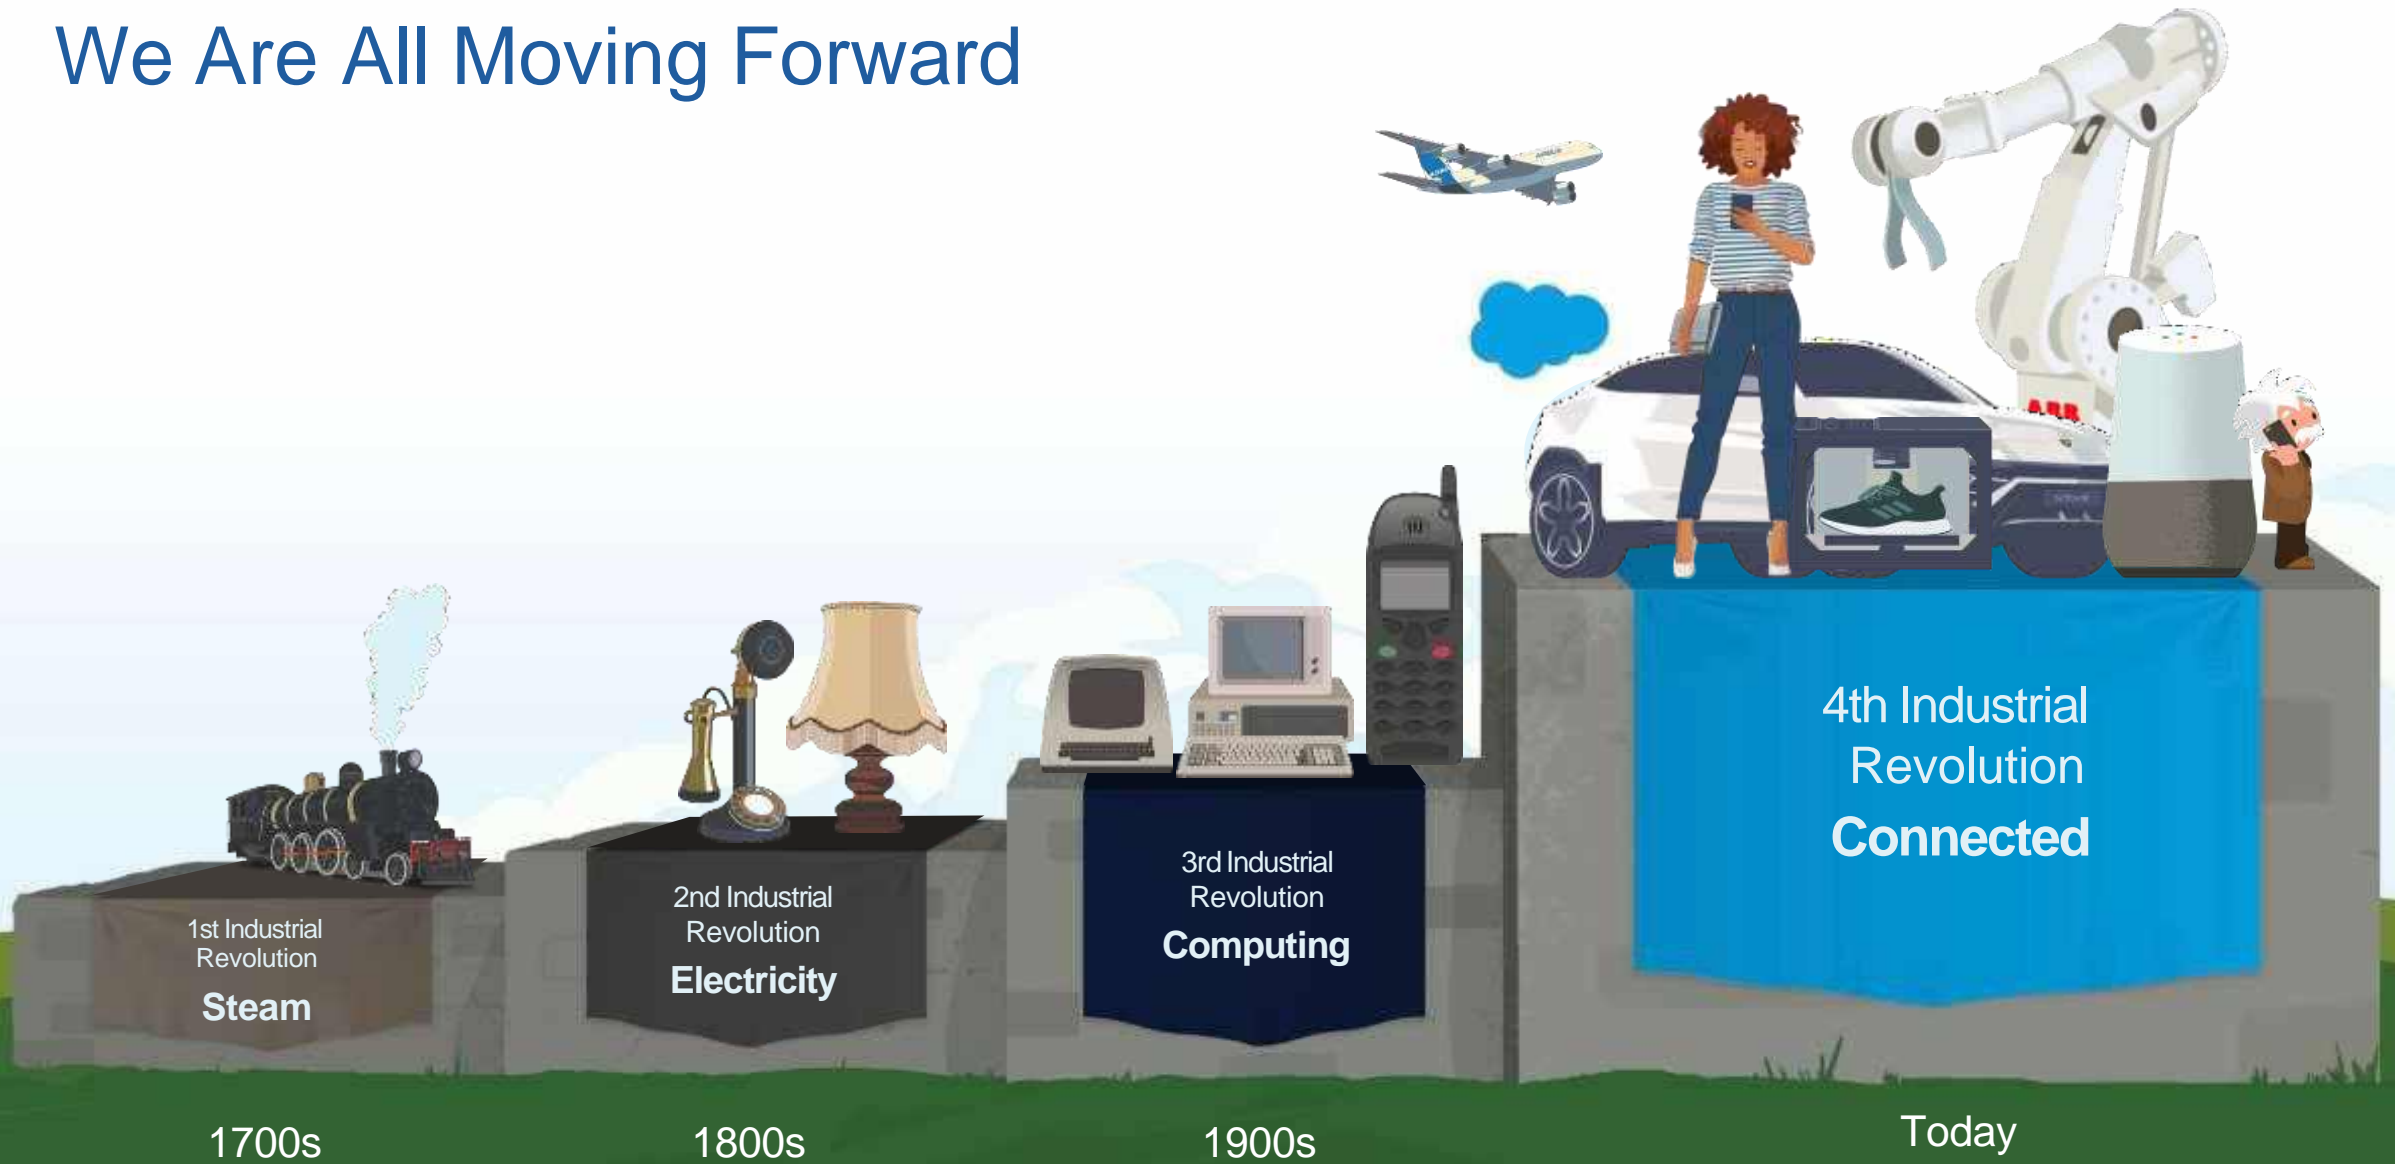 We Are All Moving Forward
ABB
1st Industrial
Revolution
Steam
2nd Industrial
Revolution
Electricity
3rd Industrial
Revolution
Computing
4th Industrial
Revolution
Connected
1700s
1800s
1900s
Today